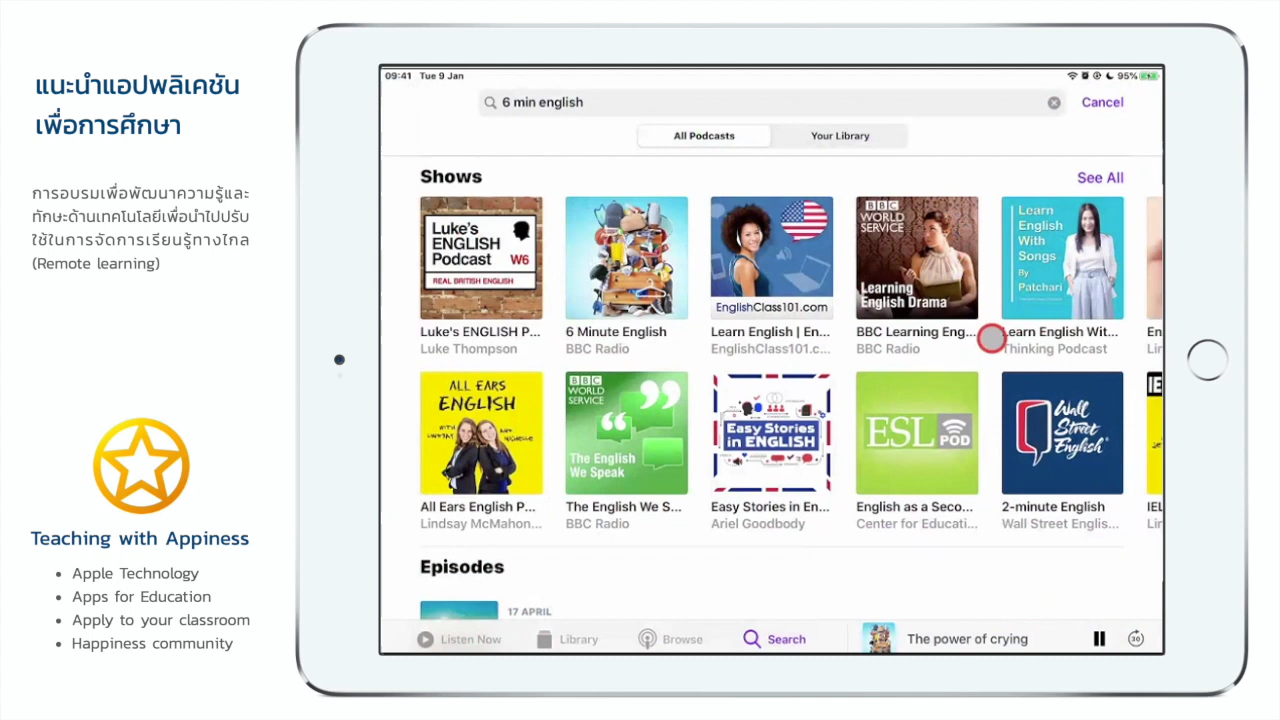 แนะนำแอปพลิเคชัน
เพื่อการศึกษา
การอบรมเพื่อพัฒนาความรู้และ
ทักษะด้านเทคโนโลยีเพื่อนำไปปรับ
ใช้ในการจัดการเรียนรู้ทางไกล
(Remote learning)
Teaching with Appiness
• Apple Technology
• Apps for Education
• Apply to your classroom
• Happiness community
09:41 Tue 9 Jan
95%
6 min english
Cancel
All Podcasts
Your Library
Shows
See All
Luke's
ENGLISH
Podcast
W6
REAL BRITISH ENGLISH
EnglishClass101.com
BBC
WORLD
SERVICE
Learning
English Drama
Learn
English
With
Songs
By
Patchari
Luke's ENGLISH P...
Luke Thompson
6 Minute English
BBC Radio
Learn English | En...
EnglishClass101.c...
BBC Learning Eng...
BBC Radio
Learn English Wit...
Thinking Podcast
En
Lin
ALL EARS
ENGLISH
WITH
LINDSAY
AND
MICHELLE
BBC
WORLD
SERVICE
The English
We Speak
Easy Stories
in ENGLISH
ESL
POD
Wall
Street
English
IE
All Ears English P...
Lindsay McMahon...
The English We S...
BBC Radio
Easy Stories in En...
Ariel Goodbody
English as a Seco...
Center for Educati...
2-minute English
Wall Street Englis...
IEL
Lin
Episodes
17 APRIL
Listen Now
Library
Browse
Search
The power of crying
30